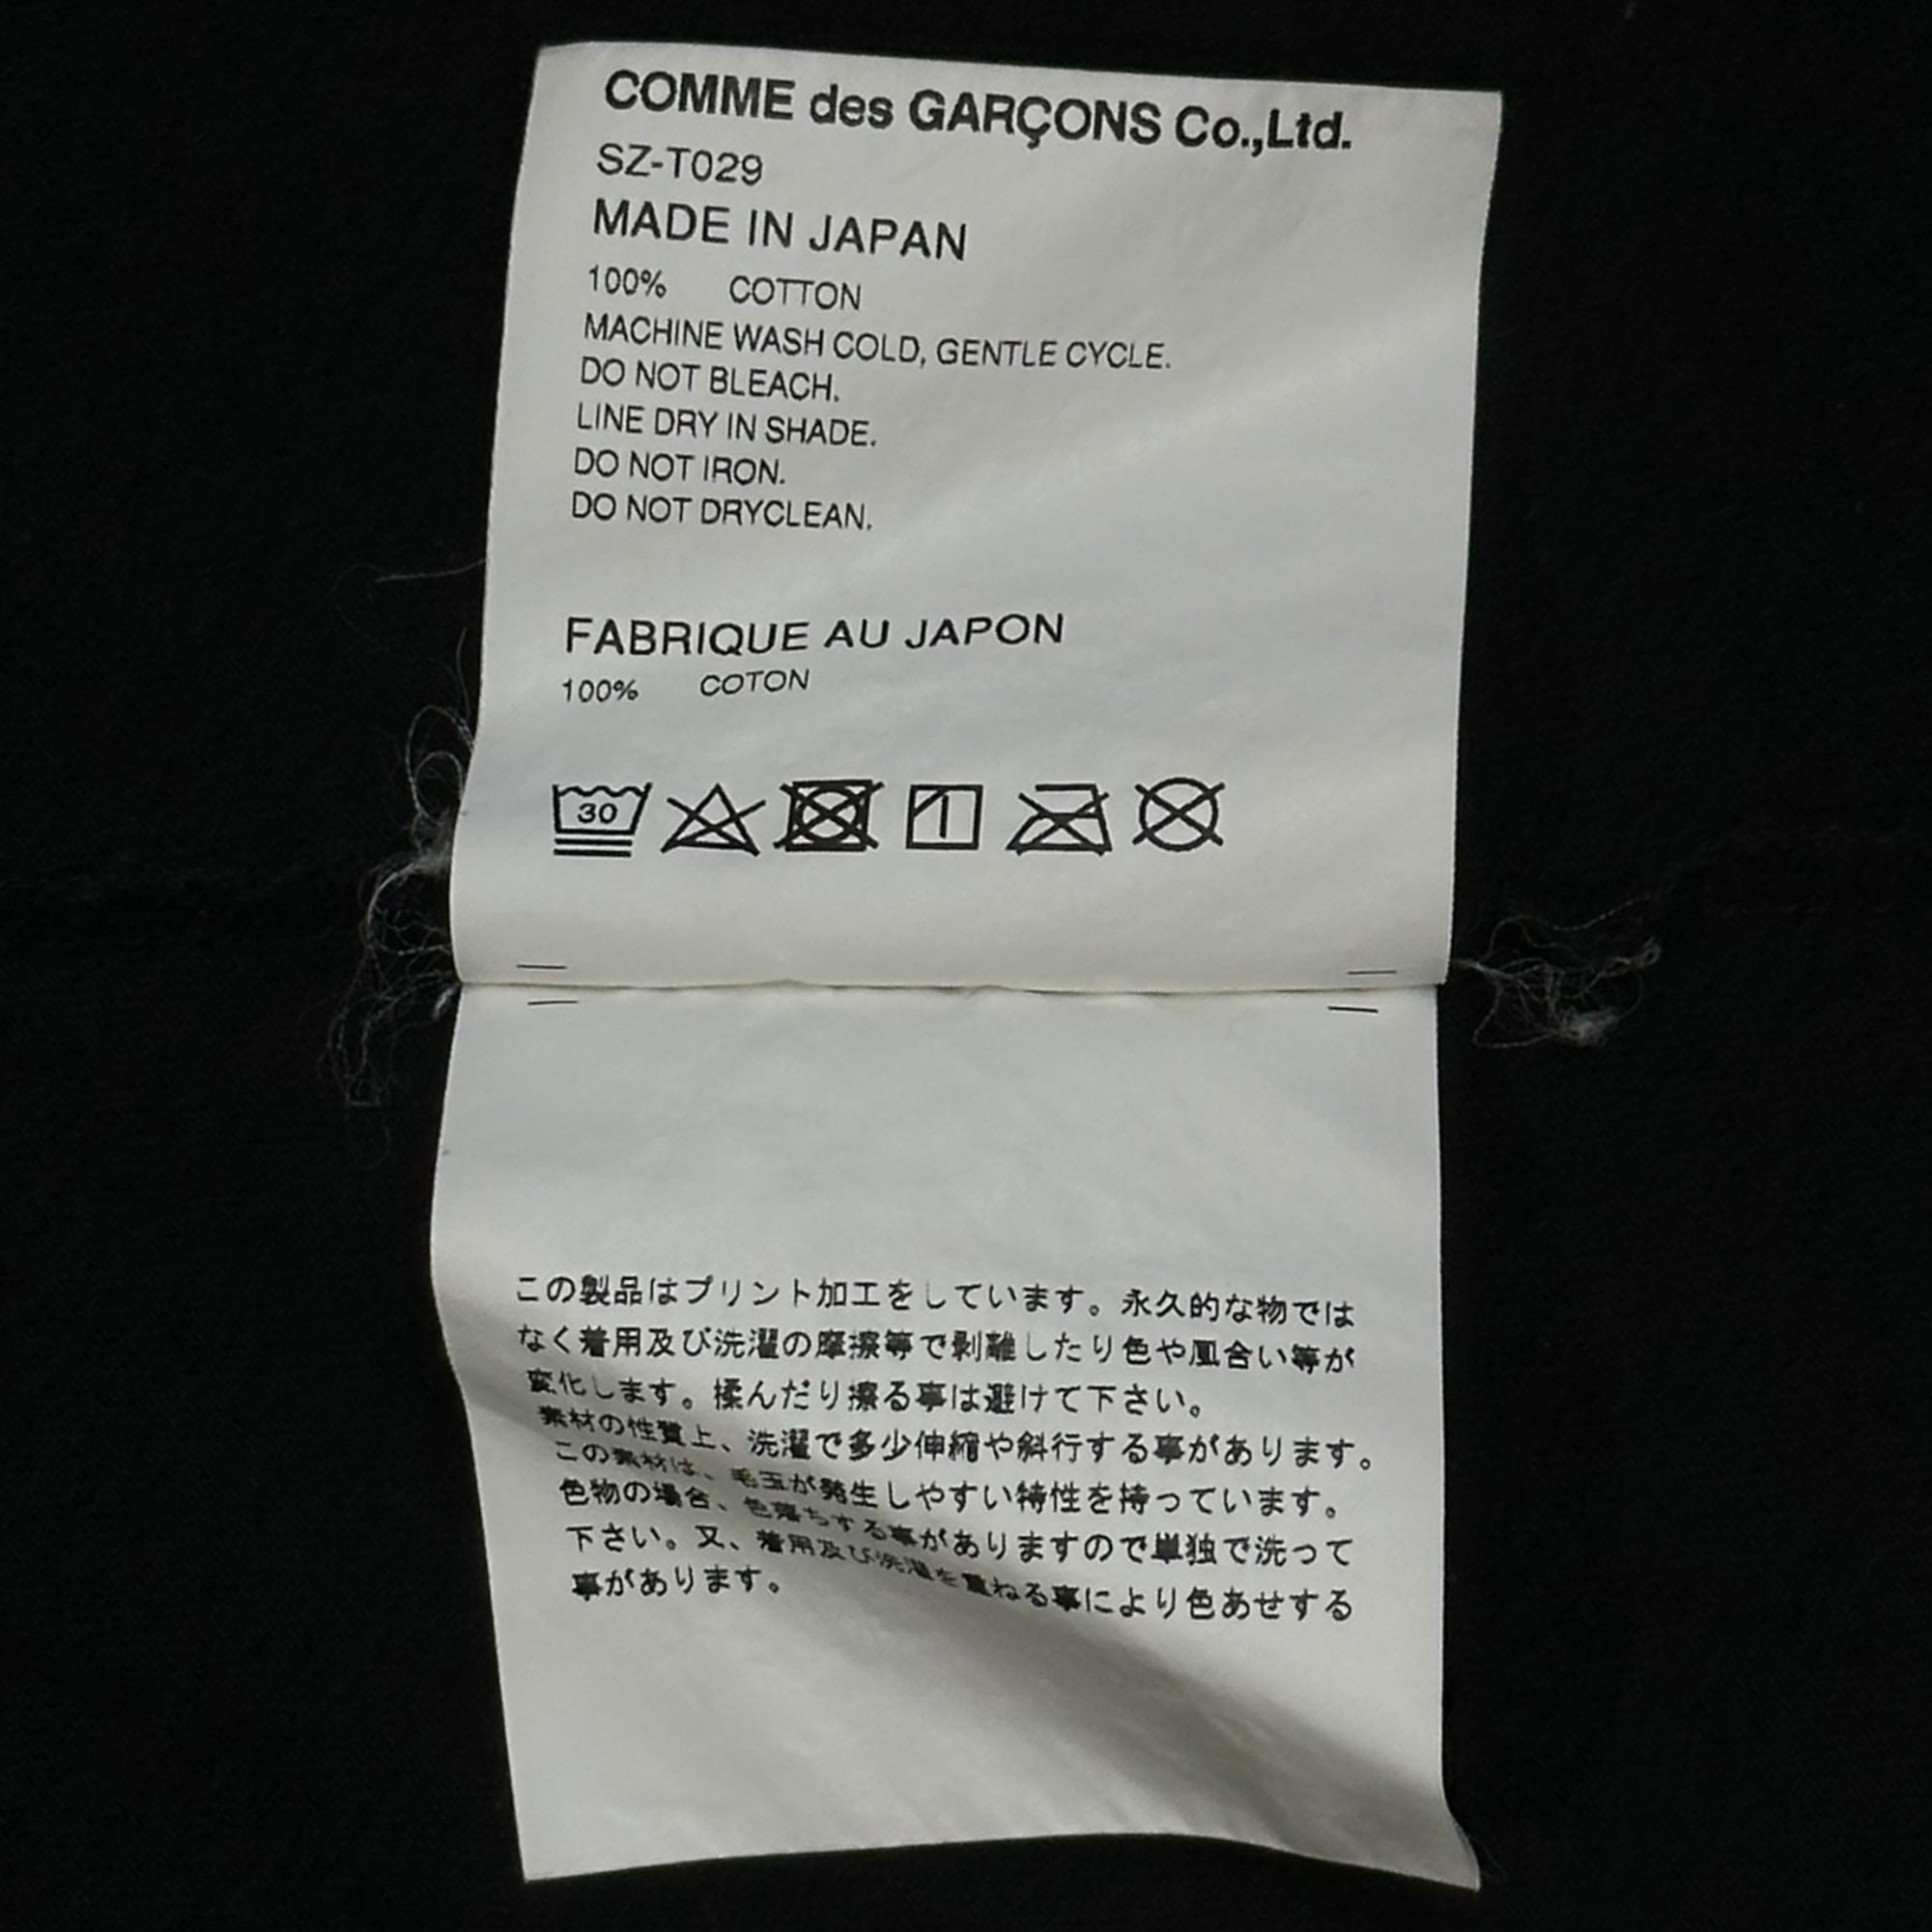 COMME des GARÇONS Co.,Ltd.
SZ-T029
MADE IN JAPAN
100% COTTON
MACHINE WASH COLD, GENTLE CYCLE.
DO NOT BLEACH.
LINE DRY IN SHADE.
DO NOT IRON.
DO NOT DRYCLEAN.
FABRIQUE AU JAPON
100% COTON
30
この製品はプリント加工をしています。永久的な物では
なく着用及び洗濯の摩擦等で剥離したり色や風合い等が
変化します。揉んだり擦る事は避けて下さい。
素材の性質上、洗濯で多少伸縮や斜行する事があります。
この素材は、毛玉が発生しやすい特性を持っています。
色物の場合、色落ちする事がありますので単独で洗って
下さい。又、着用及び洗濯を重ねる事により色あせする
事があります。